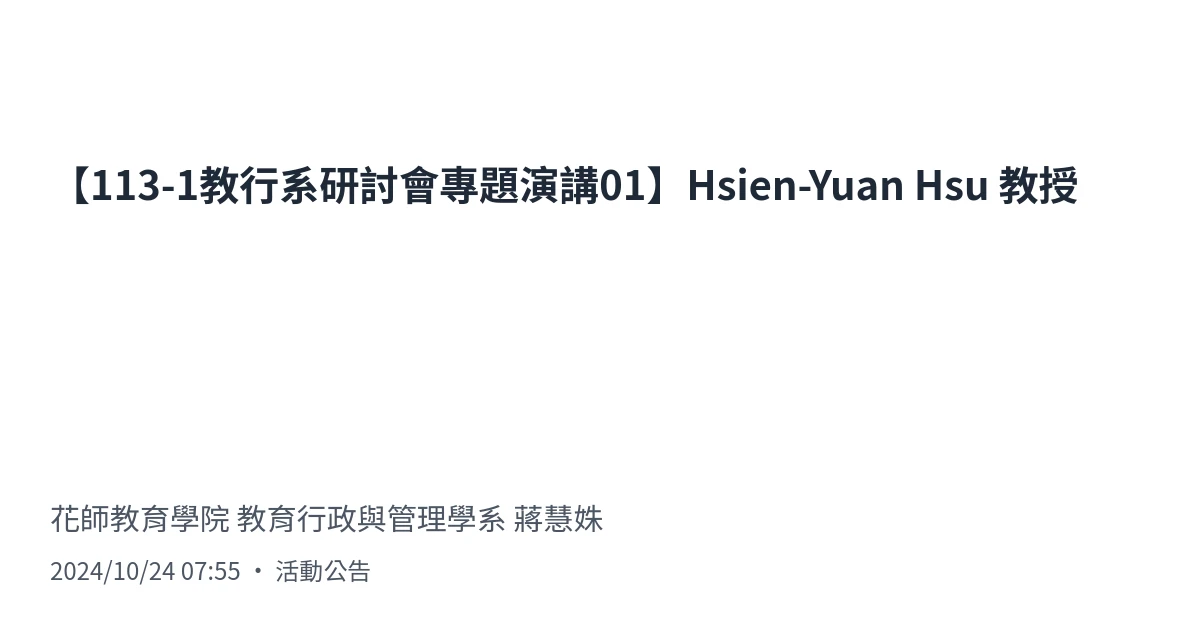 【113-1教行系研討會專題演講01】Hsien-Yuan Hsu 教授
花師教育學院 教育行政與管理學系 蔣慧姝
2024/10/24 07:55 • 活動公告